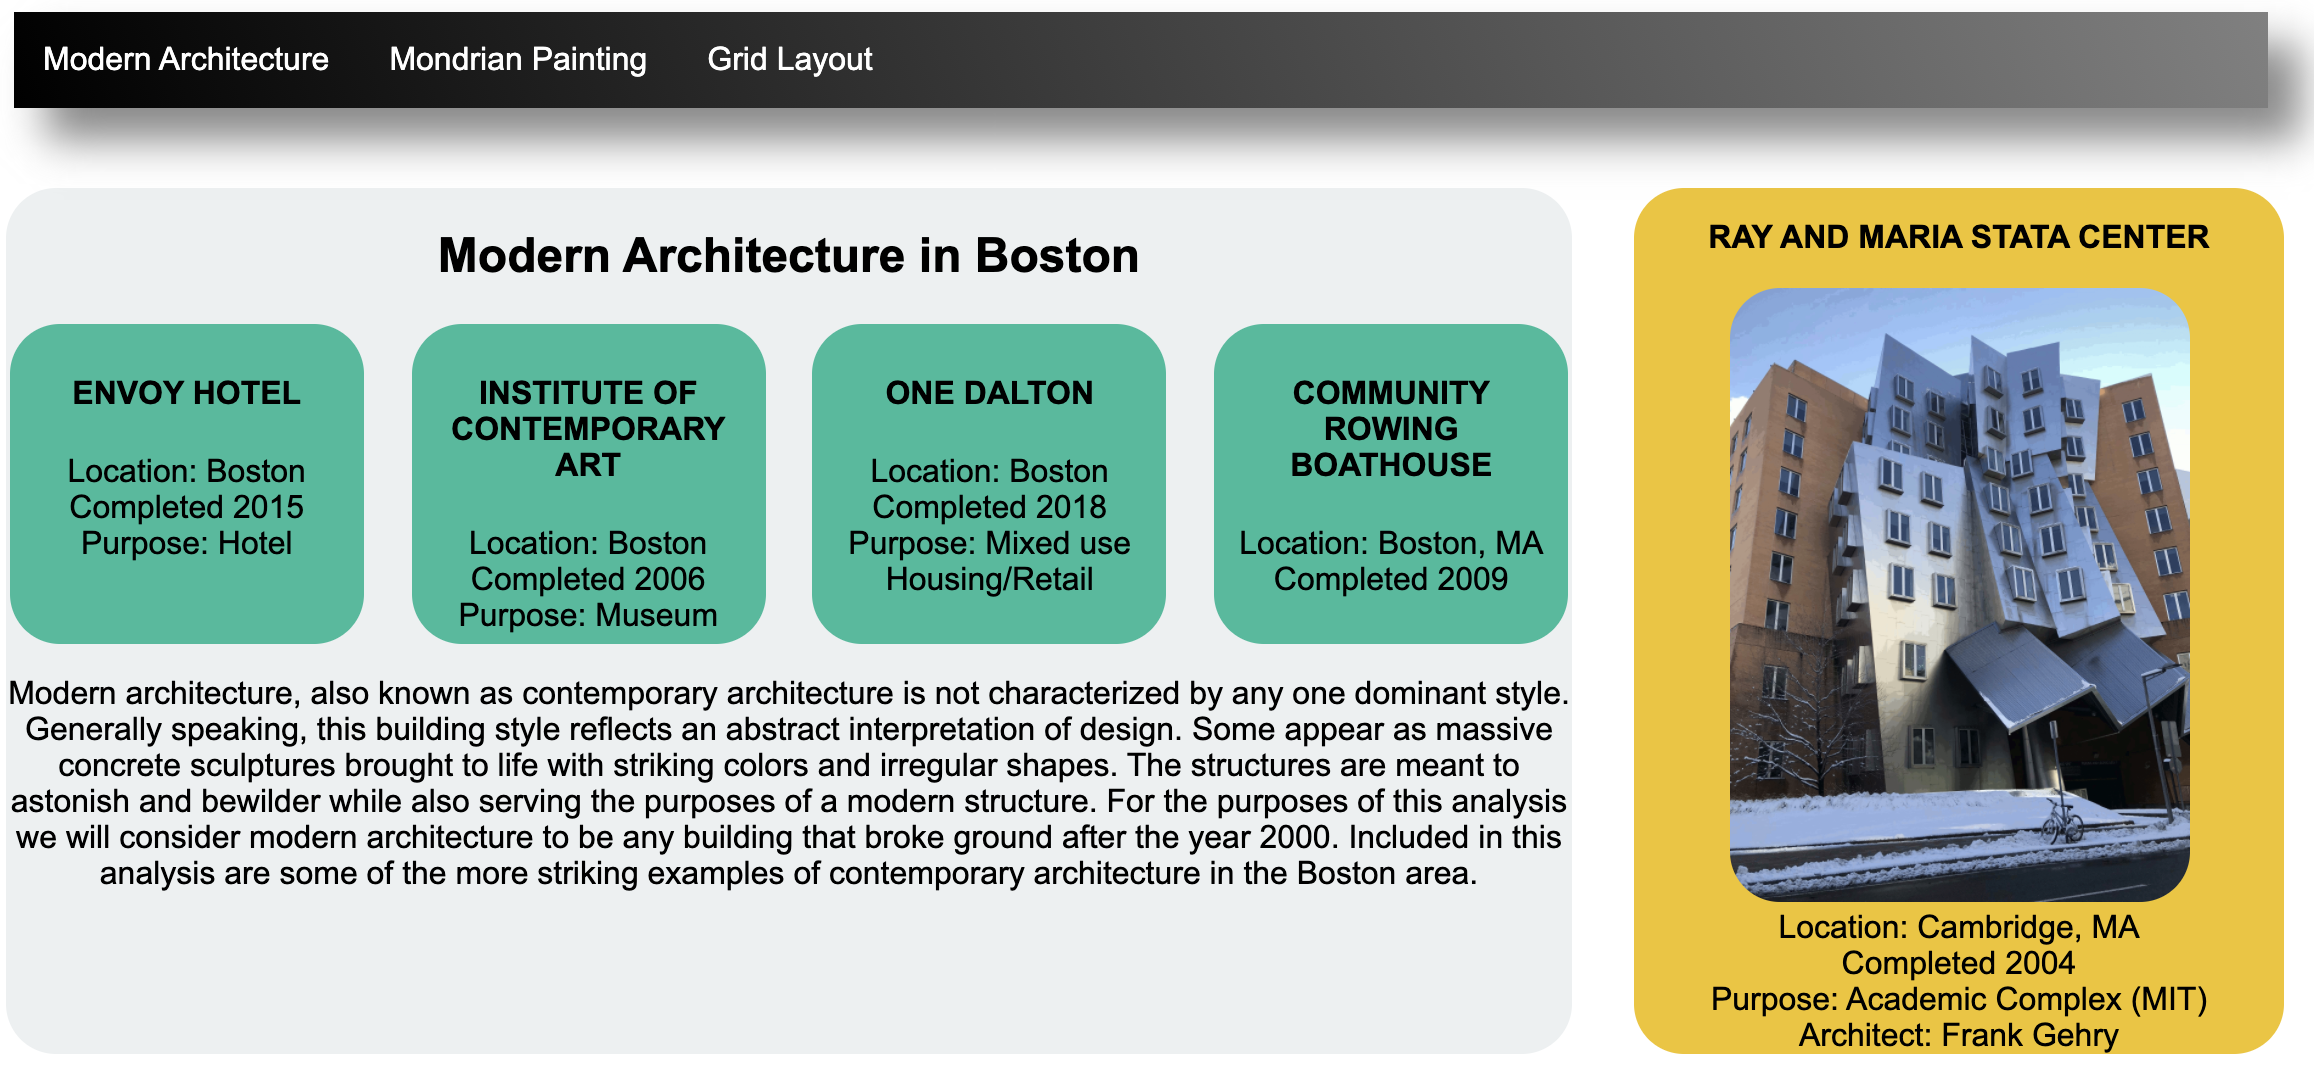 Modern Architecture Mondrian Painting Grid Layout
Modern Architecture in Boston
ENVOY HOTEL
Location: Boston
Completed 2015
Purpose: Hotel
INSTITUTE OF
CONTEMPORARY
ART
Location: Boston
Completed 2006
Purpose: Museum
ONE DALTON
Location: Boston
Completed 2018
Purpose: Mixed use
Housing/Retail
COMMUNITY
ROWING
BOATHOUSE
Location: Boston, MA
Completed 2009
Modern architecture, also known as contemporary architecture is not characterized by any one dominant style.
Generally speaking, this building style reflects an abstract interpretation of design. Some appear as massive
concrete sculptures brought to life with striking colors and irregular shapes. The structures are meant to
astonish and bewilder while also serving the purposes of a modern structure. For the purposes of this analysis
we will consider modern architecture to be any building that broke ground after the year 2000. Included in this
analysis are some of the more striking examples of contemporary architecture in the Boston area.
RAY AND MARIA STATA CENTER
Location: Cambridge, MA
Completed 2004
Purpose: Academic Complex (MIT)
Architect: Frank Gehry